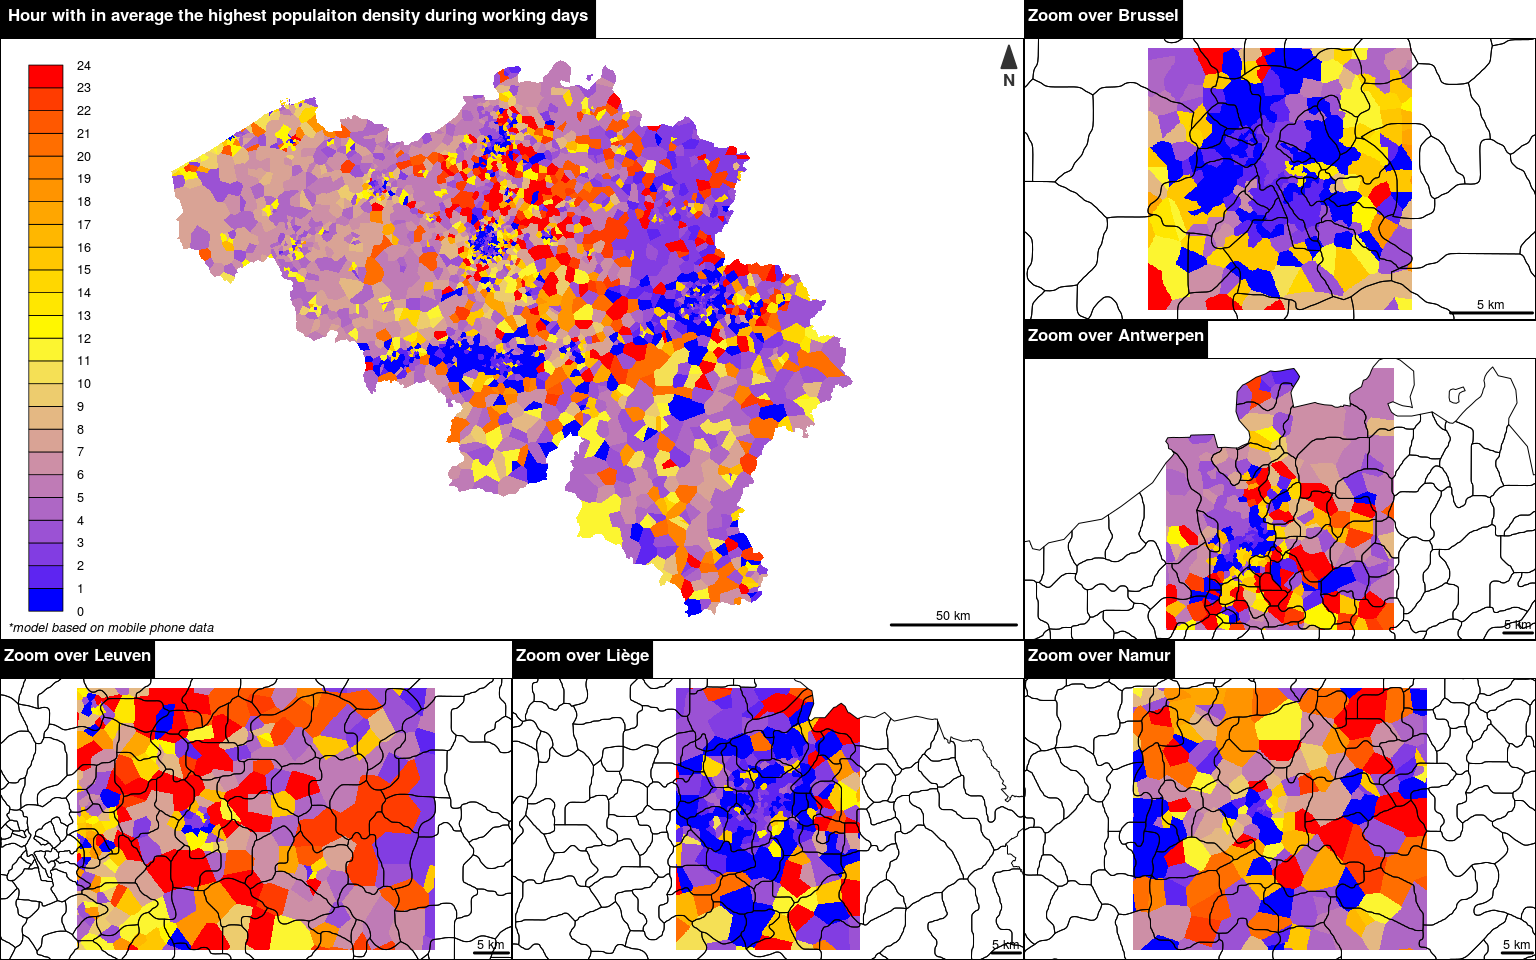 Hour with in average the highest populaiton density during working days
24
23
22
21
20
19
18
17
16
15
14
13
12
11
10
9
8
7
6
5
4
3
2
1
0
*model based on mobile phone data
N
50 km
Zoom over Brussel
5 km
Zoom over Antwerpen
5 km
Zoom over Leuven
5 km
Zoom over Liège
5 km
Zoom over Namur
5 km